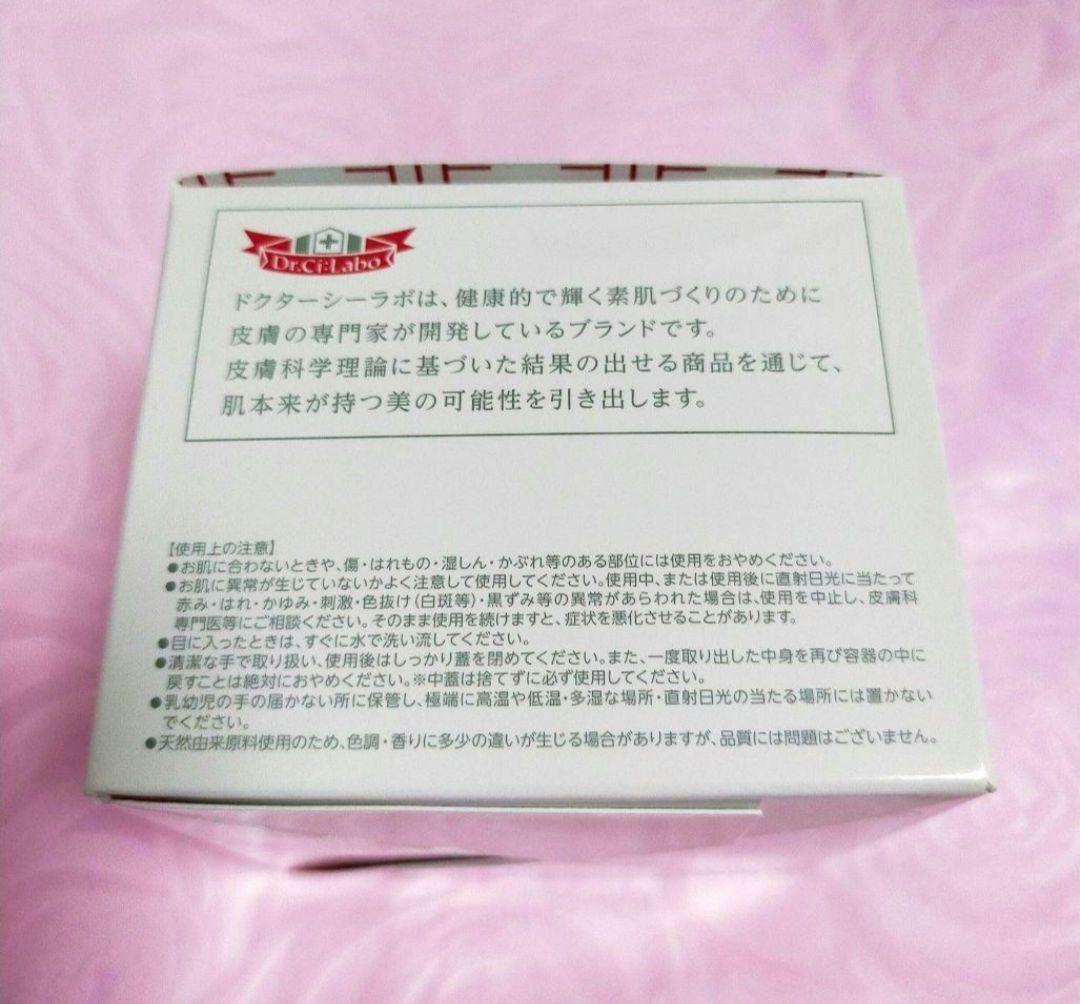 Dr.Ci:Labo
ドクターシーラボは、健康的で輝く素肌づくりのために
皮膚の専門家が開発しているブランドです。
皮膚科学理論に基づいた結果の出せる商品を通じて、
肌本来が持つ美の可能性を引き出します。
【使用上の注意】
●お肌に合わないときや、傷・はれもの・湿しん・かぶれ等のある部位には使用をおやめください。
●お肌に異常が生じていないかよく注意して使用してください。使用中、または使用後に直射日光に当たって
赤み・はれ・かゆみ・刺激・色抜け(白斑等)・黒ずみ等の異常があらわれた場合は、使用を中止し、皮膚科
専門医等にご相談ください。そのまま使用を続けますと、症状を悪化させることがあります。
●目に入ったときは、すぐに水で洗い流してください。
●清潔な手で取り扱い、使用後はしっかり蓋を閉めてください。また、一度取り出した中身を再び容器の中に
戻すことは絶対におやめください。※中蓋は捨てずに必ず使用してください。
●乳幼児の手の届かない所に保管し、極端に高温や低温・多湿な場所・直射日光の当たる場所には置かない
でください。
●天然由来原料使用のため、色調・香りに多少の違いが生じる場合がありますが、品質には問題はございません。